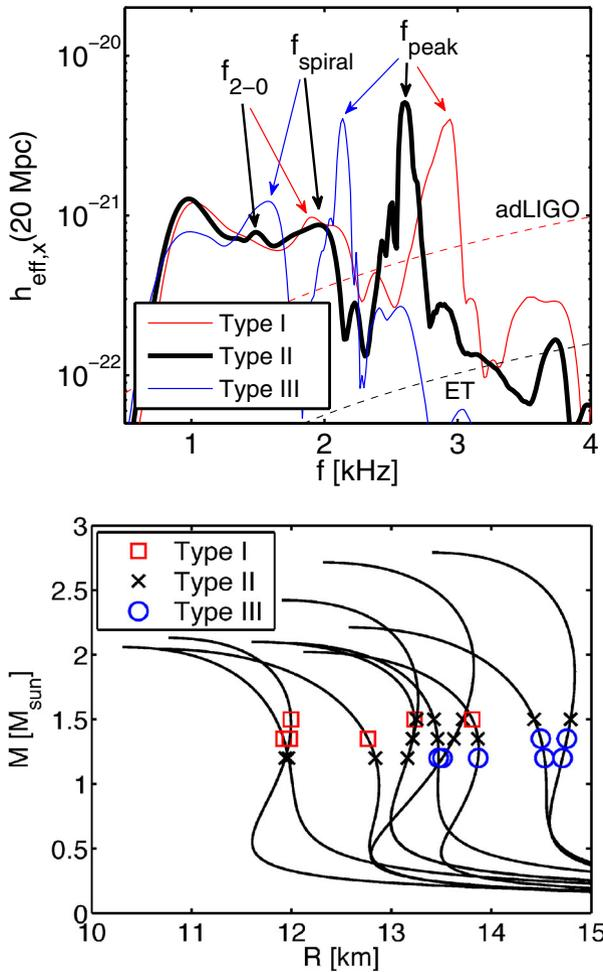 10^−20
10^−21
10^−22
h_eff,x(20 Mpc)
f_2−0
f_spiral
f_peak
adLIGO
ET
Type I
Type II
Type III
1 2 3 4
f [kHz]
3
2.5
2
1.5
1
0.5
0
M [M_sun]
Type I
Type II
Type III
10 11 12 13 14 15
R [km]